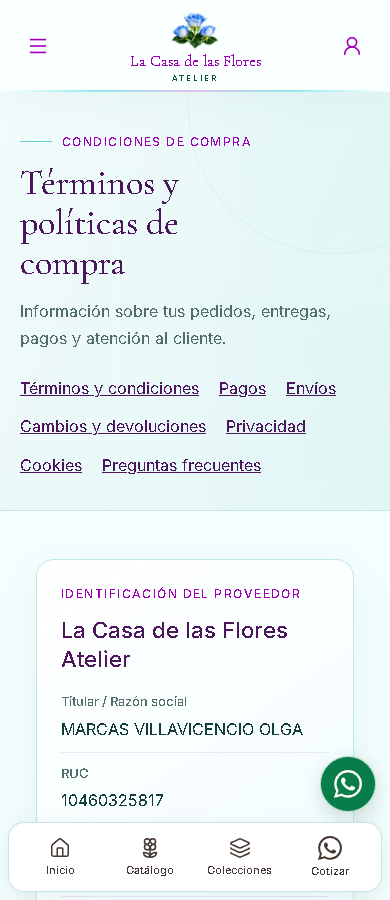 La Casa de las Flores
ATELIER
CONDICIONES DE COMPRA
Términos y
políticas de
compra
Información sobre tus pedidos, entregas,
pagos y atención al cliente.
Términos y condiciones Pagos Envíos
Cambios y devoluciones Privacidad
Cookies Preguntas frecuentes
IDENTIFICACIÓN DEL PROVEEDOR
La Casa de las Flores
Atelier
Titular / Razón social
MARCAS VILLAVICENCIO OLGA
RUC
10460325817
Inicio Catálogo Colecciones Cotizar